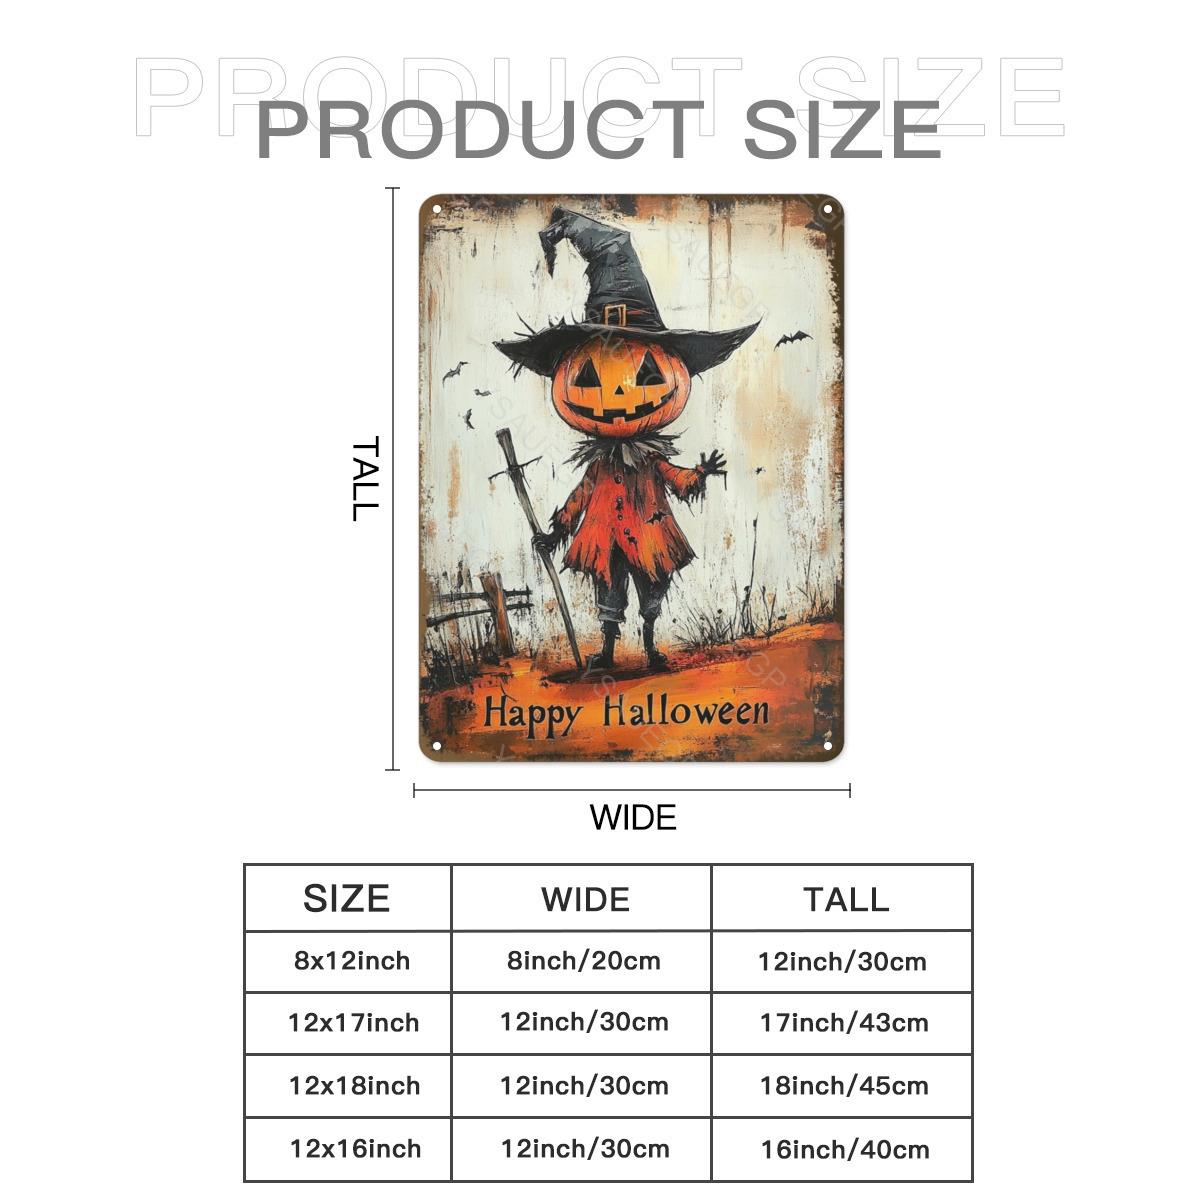 PRODUCT SIZE
PRODUCT SIZE
TALL
Happy Halloween
WIDE
SIZE WIDE TALL
8x12inch 8inch/20cm 12inch/30cm
12x17inch 12inch/30cm 17inch/43cm
12x18inch 12inch/30cm 18inch/45cm
12x16inch 12inch/30cm 16inch/40cm